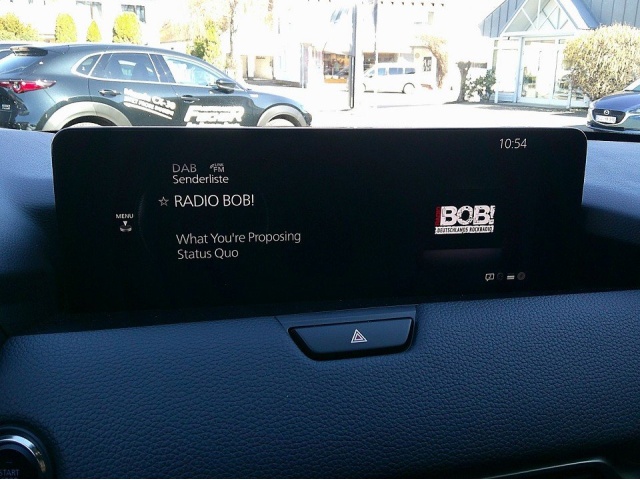 10:54
DAB FM
Senderliste
☆ RADIO BOB!
MENU
What You're Proposing
Status Quo
BOB!
DEUTSCHLANDS ROCKRADIO
START